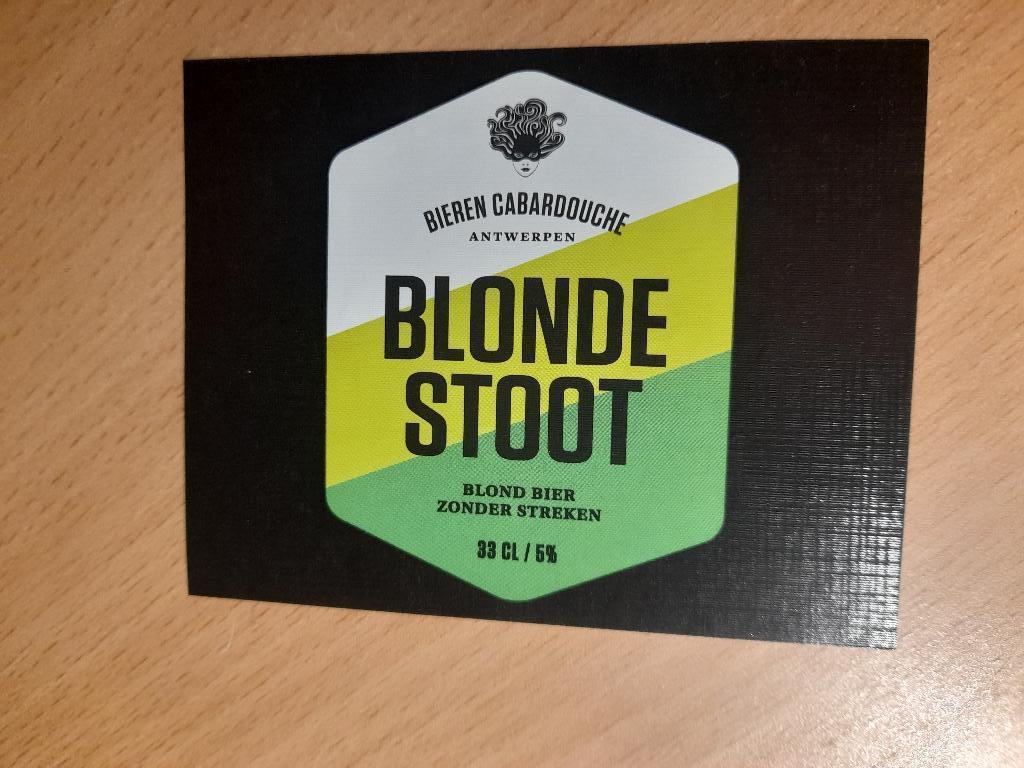 BIEREN CABARDOUCHE
ANTWERPEN
BLONDE
STOOT
BLOND BIER
ZONDER STREKEN
33 CL / 5%